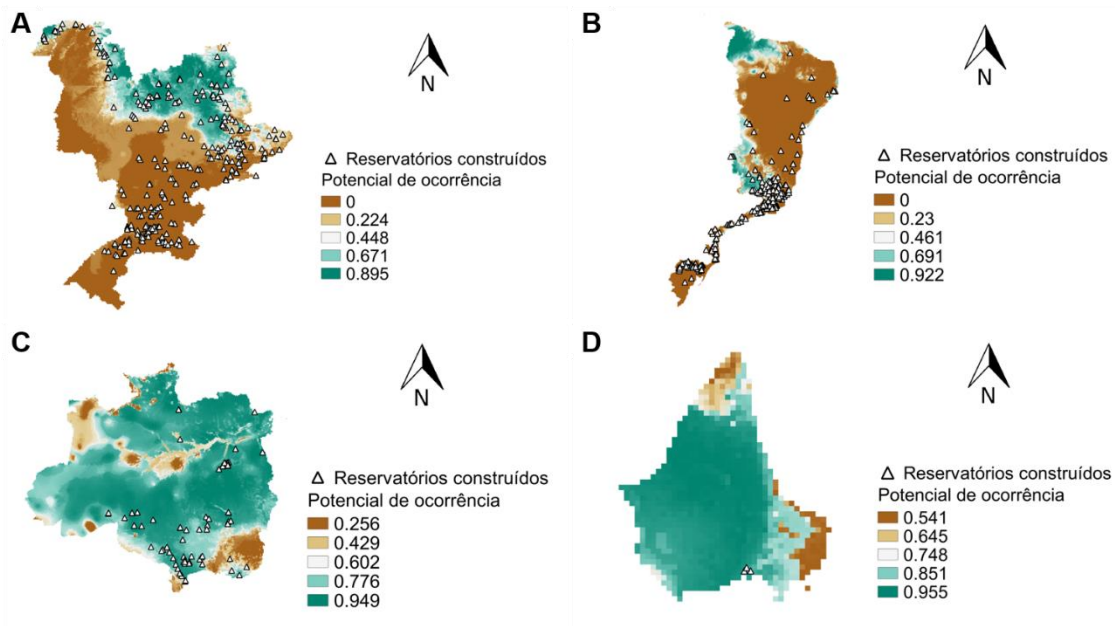 A
N
Reservatórios construídos
Potencial de ocorrência
0
0.224
0.448
0.671
0.895
B
N
Reservatórios construídos
Potencial de ocorrência
0
0.23
0.461
0.691
0.922
C
N
Reservatórios construídos
Potencial de ocorrência
0.256
0.429
0.602
0.776
0.949
D
N
Reservatórios construídos
Potencial de ocorrência
0.541
0.645
0.748
0.851
0.955